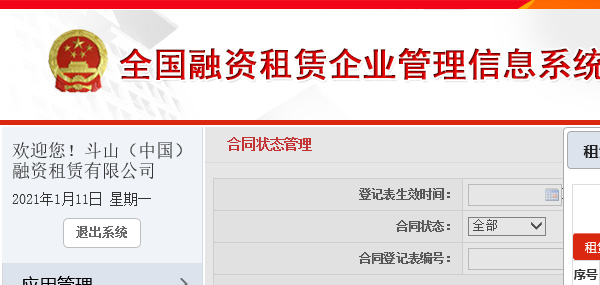 全国融资租赁企业管理信息系统
欢迎您！斗山（中国）
融资租赁有限公司
2021年1月11日 星期一
退出系统
应用管理
合同状态管理
登记表生效时间：
合同状态： 全部
合同登记表编号：
租
序号